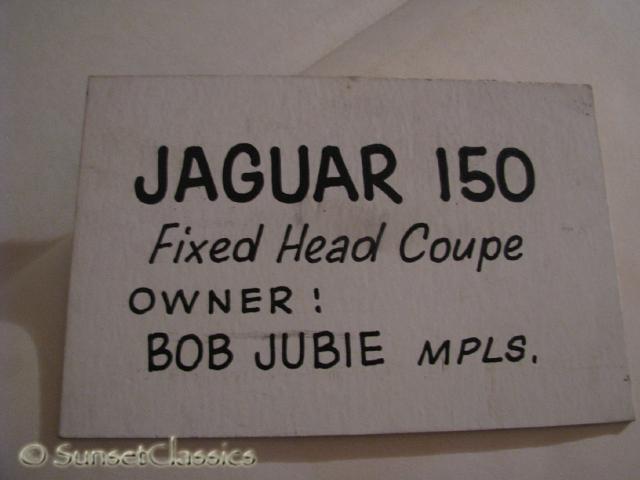 JAGUAR 150
Fixed Head Coupe
OWNER:
BOB JUBIE MPLS.
© SunsetClassics